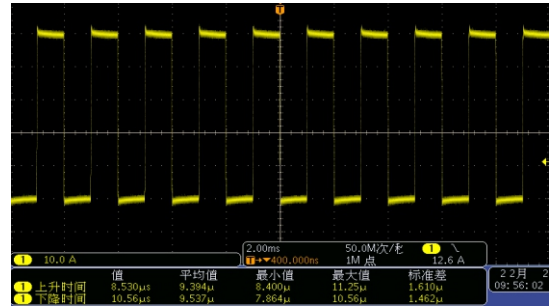 T
2.00ms 50.0M次/秒 1
1 10.0 A T→▼400.000ns 1M 点 12.6 A
值 平均值 最小值 最大值 标准差
1 上升时间 8.530μs 9.394μ 8.400μ 11.25μ 1.610μ
1 下降时间 10.56μs 9.537μ 7.864μ 10.56μ 1.462μ
2 2月 2
09:56:02